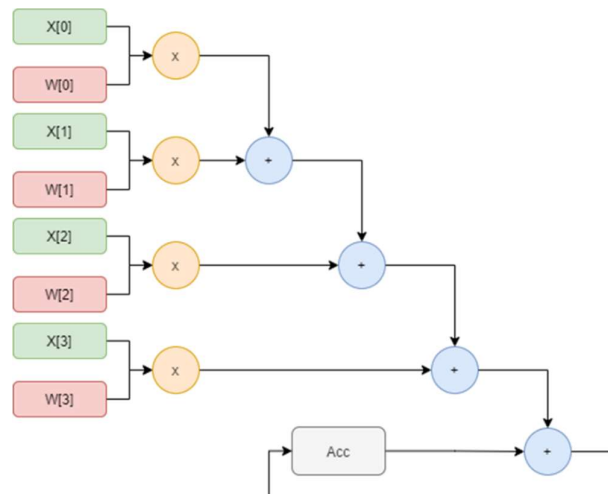 X[0]
x
W[0]
X[1]
x
+
W[1]
X[2]
x
+
W[2]
X[3]
x
+
W[3]
Acc
+